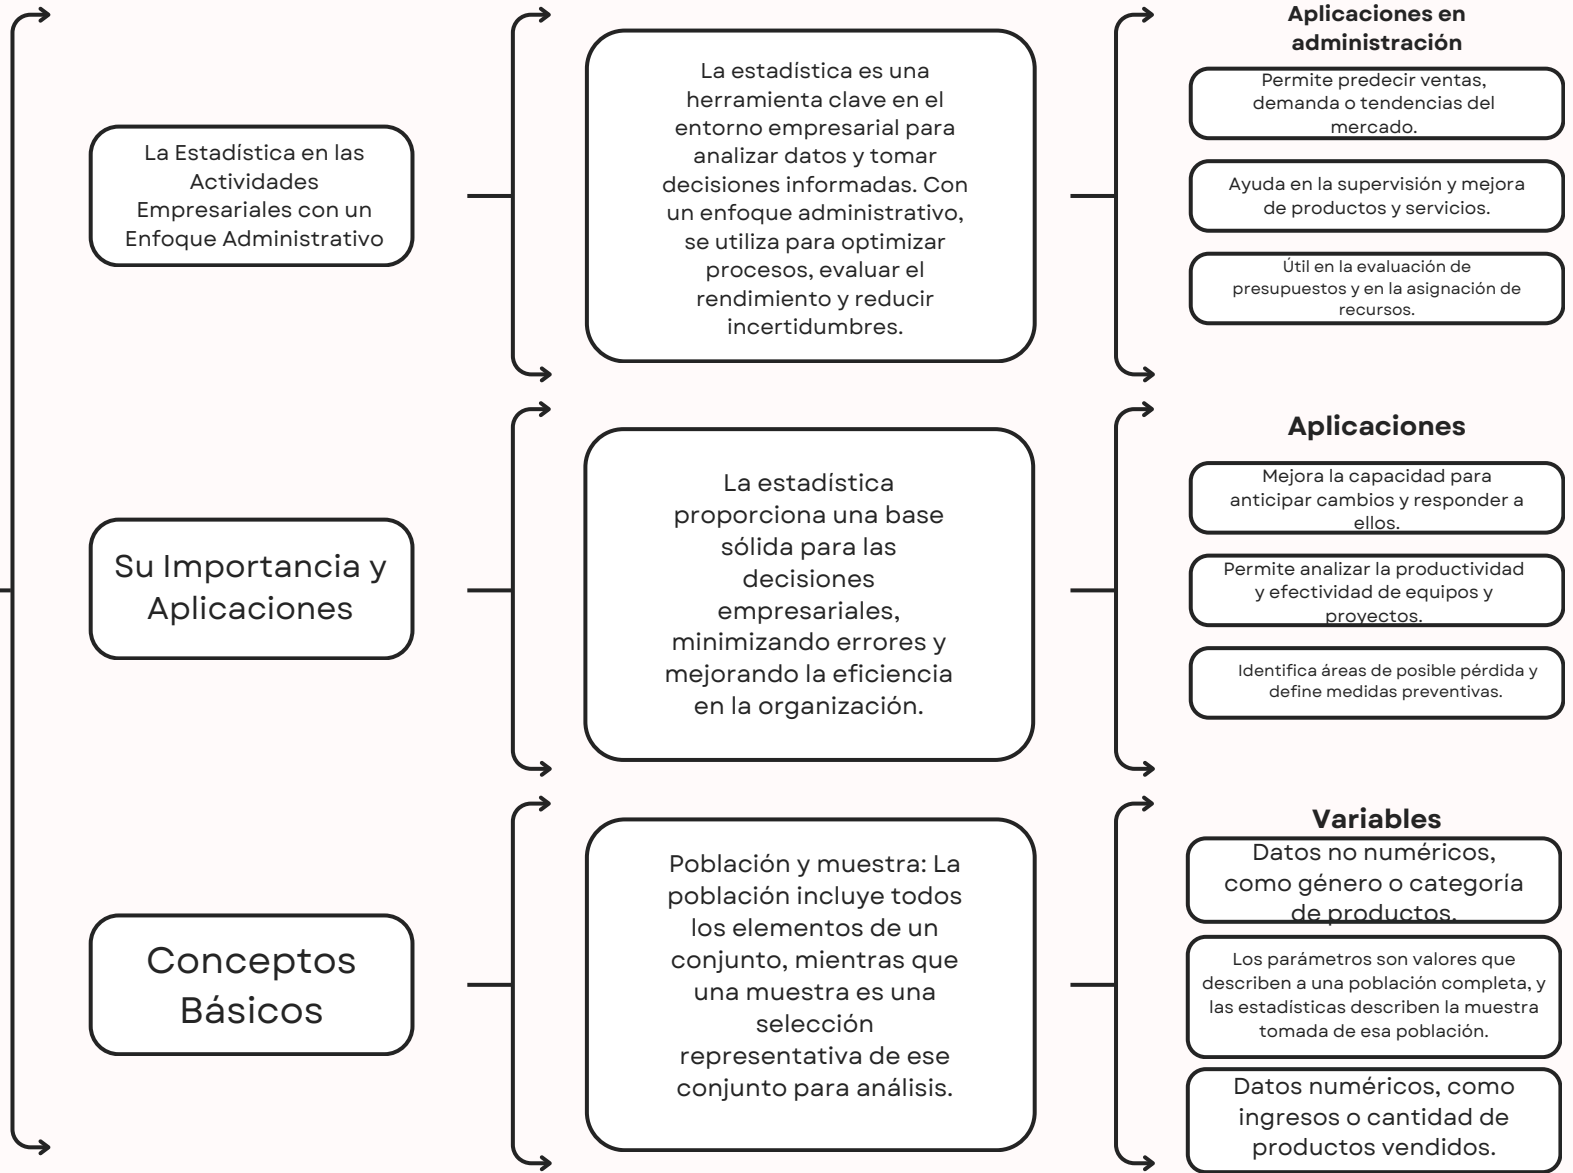 La Estadística en las
Actividades
Empresariales con un
Enfoque Administrativo
La estadística es una
herramienta clave en el
entorno empresarial para
analizar datos y tomar
decisiones informadas. Con
un enfoque administrativo,
se utiliza para optimizar
procesos, evaluar el
rendimiento y reducir
incertidumbres.
Aplicaciones en
administración
Permite predecir ventas,
demanda o tendencias del
mercado.
Ayuda en la supervisión y mejora
de productos y servicios.
Útil en la evaluación de
presupuestos y en la asignación de
recursos.
Su Importancia y
Aplicaciones
La estadística
proporciona una base
sólida para las
decisiones
empresariales,
minimizando errores y
mejorando la eficiencia
en la organización.
Aplicaciones
Mejora la capacidad para
anticipar cambios y responder a
ellos.
Permite analizar la productividad
y efectividad de equipos y
proyectos.
Identifica áreas de posible pérdida y
define medidas preventivas.
Conceptos
Básicos
Población y muestra: La
población incluye todos
los elementos de un
conjunto, mientras que
una muestra es una
selección
representativa de ese
conjunto para análisis.
Variables
Datos no numéricos,
como género o categoría
de productos.
Los parámetros son valores que
describen a una población completa, y
las estadísticas describen la muestra
tomada de esa población.
Datos numéricos, como
ingresos o cantidad de
productos vendidos.